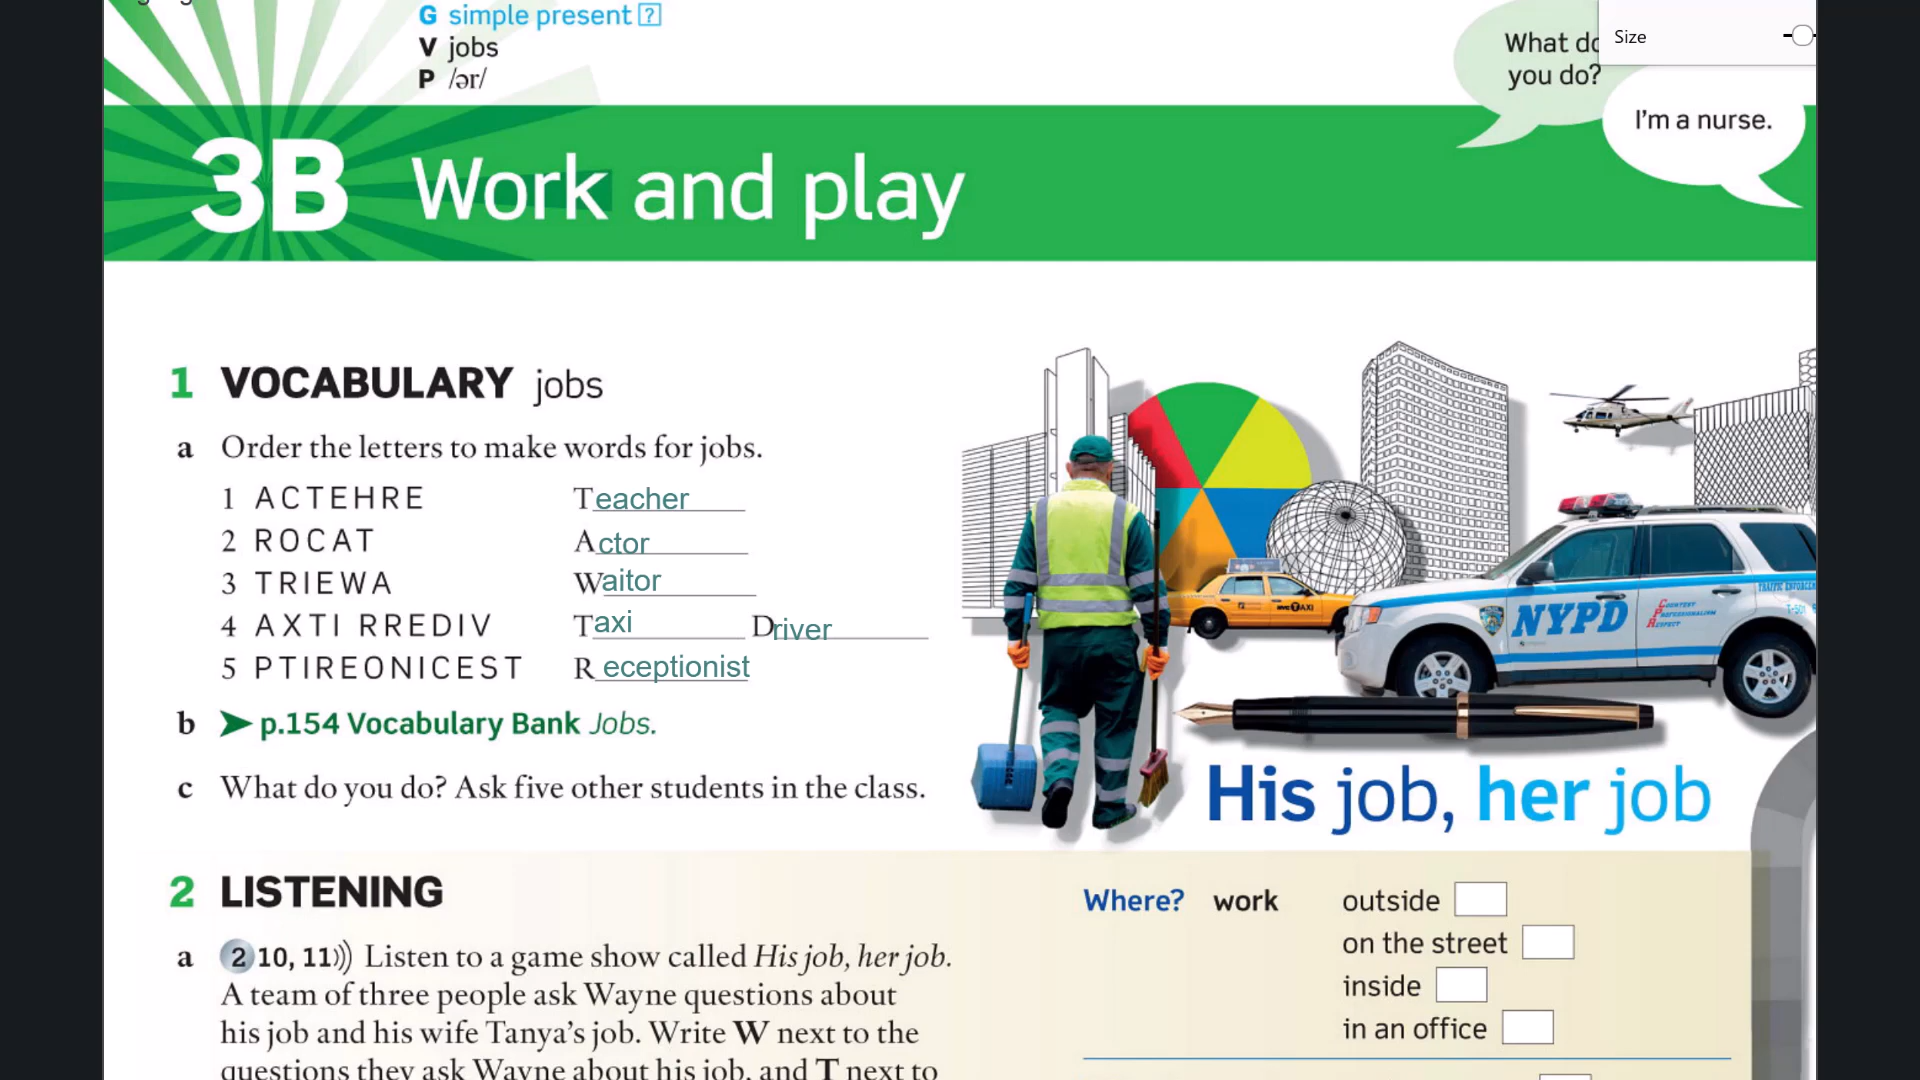 G simple present ?
V jobs
P /ər/
What do
you do?
Size
I'm a nurse.
3B Work and play
1 VOCABULARY jobs
a Order the letters to make words for jobs.
1 ACTEHRE Teacher
2 ROCAT Actor
3 TRIEWA Waitor
4 AXTI RREDIV Taxi Driver
5 PTIREONICEST Receptionist
b p.154 Vocabulary Bank Jobs.
c What do you do? Ask five other students in the class.
NYC TAXI
NYPD
COURTESY
PROFESSIONALISM
RESPECT
His job, her job
2 LISTENING
a 2 10, 11 Listen to a game show called His job, her job.
A team of three people ask Wayne questions about
his job and his wife Tanya's job. Write W next to the
questions they ask Wayne about his job, and T next to
Where? work outside
on the street
inside
in an office